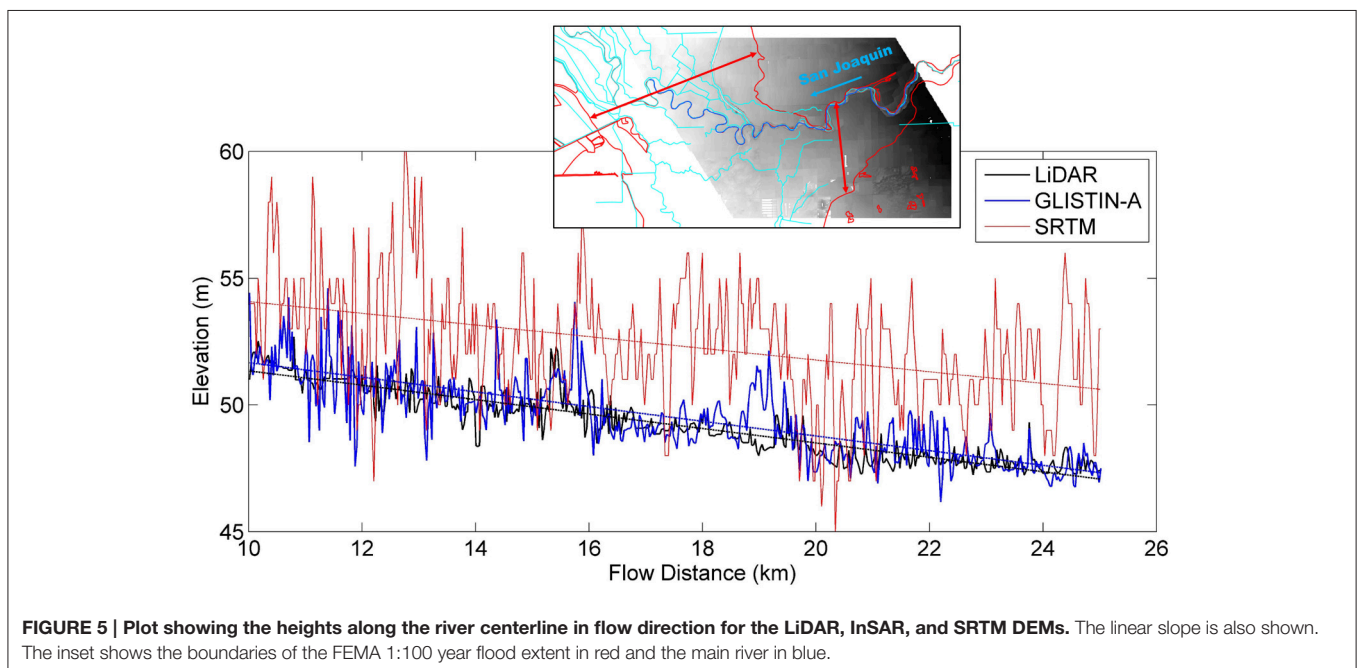 San Joaquin
LiDAR
GLISTIN-A
SRTM
Elevation (m)
60
55
50
45
10 12 14 16 18 20 22 24 26
Flow Distance (km)
FIGURE 5 | Plot showing the heights along the river centerline in flow direction for the LiDAR, InSAR, and SRTM DEMs. The linear slope is also shown.
The inset shows the boundaries of the FEMA 1:100 year flood extent in red and the main river in blue.